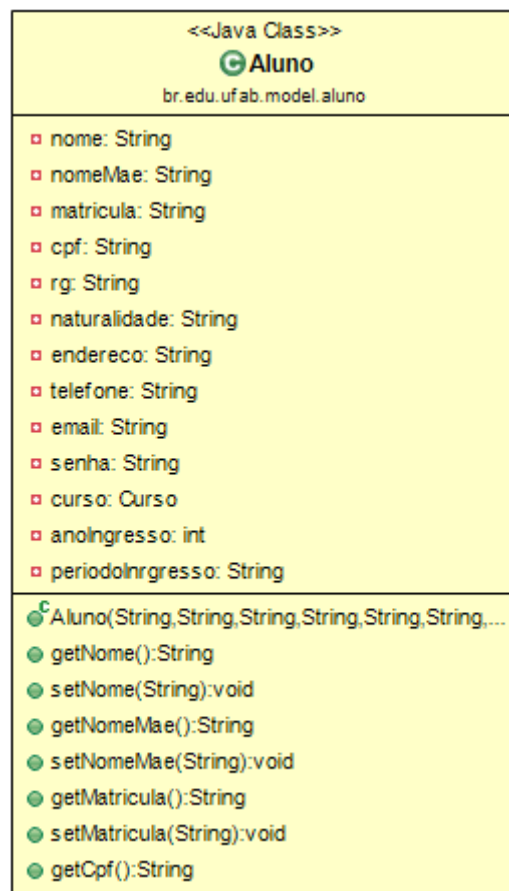 <<Java Class>>
Aluno
br.edu.ufab.model.aluno
nome: String
nomeMae: String
matricula: String
cpf: String
rg: String
naturalidade: String
endereco: String
telefone: String
email: String
senha: String
curso: Curso
anoIngresso: int
periodoInrgresso: String
Aluno(String,String,String,String,String,String,...
getNome():String
setNome(String):void
getNomeMae():String
setNomeMae(String):void
getMatricula():String
setMatricula(String):void
getCpf():String